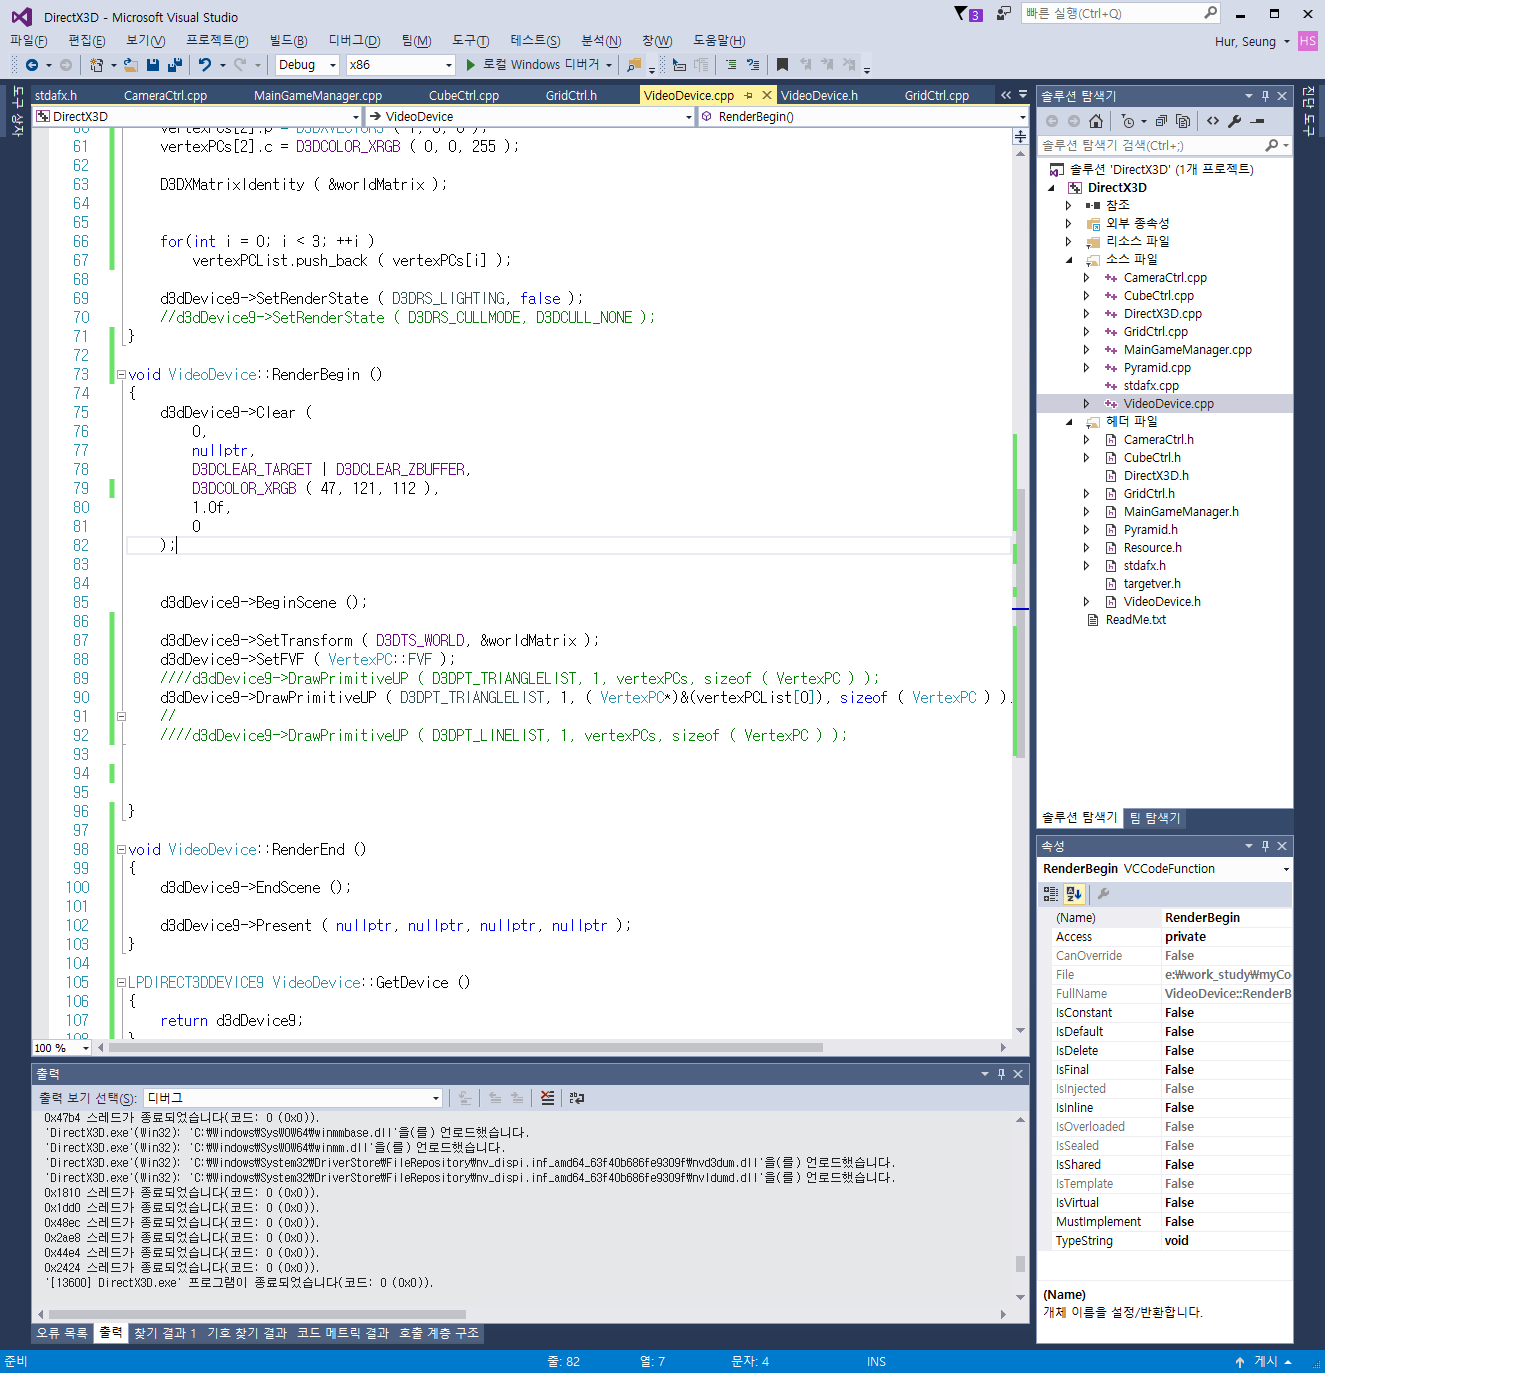 DirectX3D - Microsoft Visual Studio
3
빠른 실행(Ctrl+Q)
파일(F) 편집(E) 보기(V) 프로젝트(P) 빌드(B) 디버그(D) 팀(M) 도구(T) 테스트(S) 분석(N) 창(W) 도움말(H)
Hur, Seung HS
Debug x86 로컬 Windows 디버거
도구 상자
stdafx.h CameraCtrl.cpp MainGameManager.cpp CubeCtrl.cpp GridCtrl.h VideoDevice.cpp VideoDevice.h GridCtrl.cpp
DirectX3D VideoDevice RenderBegin()
60 vertexPCs[2].p = D3DXVECTOR3 ( 1, 0, 0 );
61 vertexPCs[2].c = D3DCOLOR_XRGB ( 0, 0, 255 );
62
63 D3DXMatrixIdentity ( &worldMatrix );
64
65
66 for(int i = 0; i < 3; ++i )
67 vertexPCList.push_back ( vertexPCs[i] );
68
69 d3dDevice9->SetRenderState ( D3DRS_LIGHTING, false );
70 //d3dDevice9->SetRenderState ( D3DRS_CULLMODE, D3DCULL_NONE );
71 }
72
73 void VideoDevice::RenderBegin ()
74 {
75 d3dDevice9->Clear (
76 0,
77 nullptr,
78 D3DCLEAR_TARGET | D3DCLEAR_ZBUFFER,
79 D3DCOLOR_XRGB ( 47, 121, 112 ),
80 1.0f,
81 0
82 );
83
84
85 d3dDevice9->BeginScene ();
86
87 d3dDevice9->SetTransform ( D3DTS_WORLD, &worldMatrix );
88 d3dDevice9->SetFVF ( VertexPC::FVF );
89 ////d3dDevice9->DrawPrimitiveUP ( D3DPT_TRIANGLELIST, 1, vertexPCs, sizeof ( VertexPC ) );
90 d3dDevice9->DrawPrimitiveUP ( D3DPT_TRIANGLELIST, 1, ( VertexPC*)&(vertexPCList[0]), sizeof ( VertexPC ) );
91 //
92 ////d3dDevice9->DrawPrimitiveUP ( D3DPT_LINELIST, 1, vertexPCs, sizeof ( VertexPC ) );
93
94
95
96 }
97
98 void VideoDevice::RenderEnd ()
99 {
100 d3dDevice9->EndScene ();
101
102 d3dDevice9->Present ( nullptr, nullptr, nullptr, nullptr );
103 }
104
105 LPDIRECT3DDEVICE9 VideoDevice::GetDevice ()
106 {
107 return d3dDevice9;
108 }
100 %
출력
출력 보기 선택(S): 디버그
0x47b4 스레드가 종료되었습니다(코드: 0 (0x0)).
'DirectX3D.exe'(Win32): 'C:₩Windows₩SysWOW64₩winmmbase.dll'을(를) 언로드했습니다.
'DirectX3D.exe'(Win32): 'C:₩Windows₩SysWOW64₩winmm.dll'을(를) 언로드했습니다.
'DirectX3D.exe'(Win32): 'C:₩Windows₩System32₩DriverStore₩FileRepository₩nv_dispi.inf_amd64_63f40b686fe9309f₩nvd3dum.dll'을(를) 언로드했습니다.
'DirectX3D.exe'(Win32): 'C:₩Windows₩System32₩DriverStore₩FileRepository₩nv_dispi.inf_amd64_63f40b686fe9309f₩nvldumd.dll'을(를) 언로드했습니다.
0x1810 스레드가 종료되었습니다(코드: 0 (0x0)).
0x1dd0 스레드가 종료되었습니다(코드: 0 (0x0)).
0x48ec 스레드가 종료되었습니다(코드: 0 (0x0)).
0x2ae8 스레드가 종료되었습니다(코드: 0 (0x0)).
0x44e4 스레드가 종료되었습니다(코드: 0 (0x0)).
0x2424 스레드가 종료되었습니다(코드: 0 (0x0)).
'[13600] DirectX3D.exe' 프로그램이 종료되었습니다(코드: 0 (0x0)).
오류 목록 출력 찾기 결과 1 기호 찾기 결과 코드 메트릭 결과 호출 계층 구조
솔루션 탐색기
솔루션 탐색기 검색(Ctrl+;)
솔루션 'DirectX3D' (1개 프로젝트)
DirectX3D
참조
외부 종속성
리소스 파일
소스 파일
CameraCtrl.cpp
CubeCtrl.cpp
DirectX3D.cpp
GridCtrl.cpp
MainGameManager.cpp
Pyramid.cpp
stdafx.cpp
VideoDevice.cpp
헤더 파일
CameraCtrl.h
CubeCtrl.h
DirectX3D.h
GridCtrl.h
MainGameManager.h
Pyramid.h
Resource.h
stdafx.h
targetver.h
VideoDevice.h
ReadMe.txt
솔루션 탐색기 팀 탐색기
진단 도구
속성
RenderBegin VCCodeFunction
(Name) RenderBegin
Access private
CanOverride False
File e:₩work_study₩myCo
FullName VideoDevice::RenderB
IsConstant False
IsDefault False
IsDelete False
IsFinal False
IsInjected False
IsInline False
IsOverloaded False
IsSealed False
IsShared False
IsTemplate False
IsVirtual False
MustImplement False
TypeString void
(Name)
개체 이름을 설정/반환합니다.
준비 줄: 82 열: 7 문자: 4 INS 게시